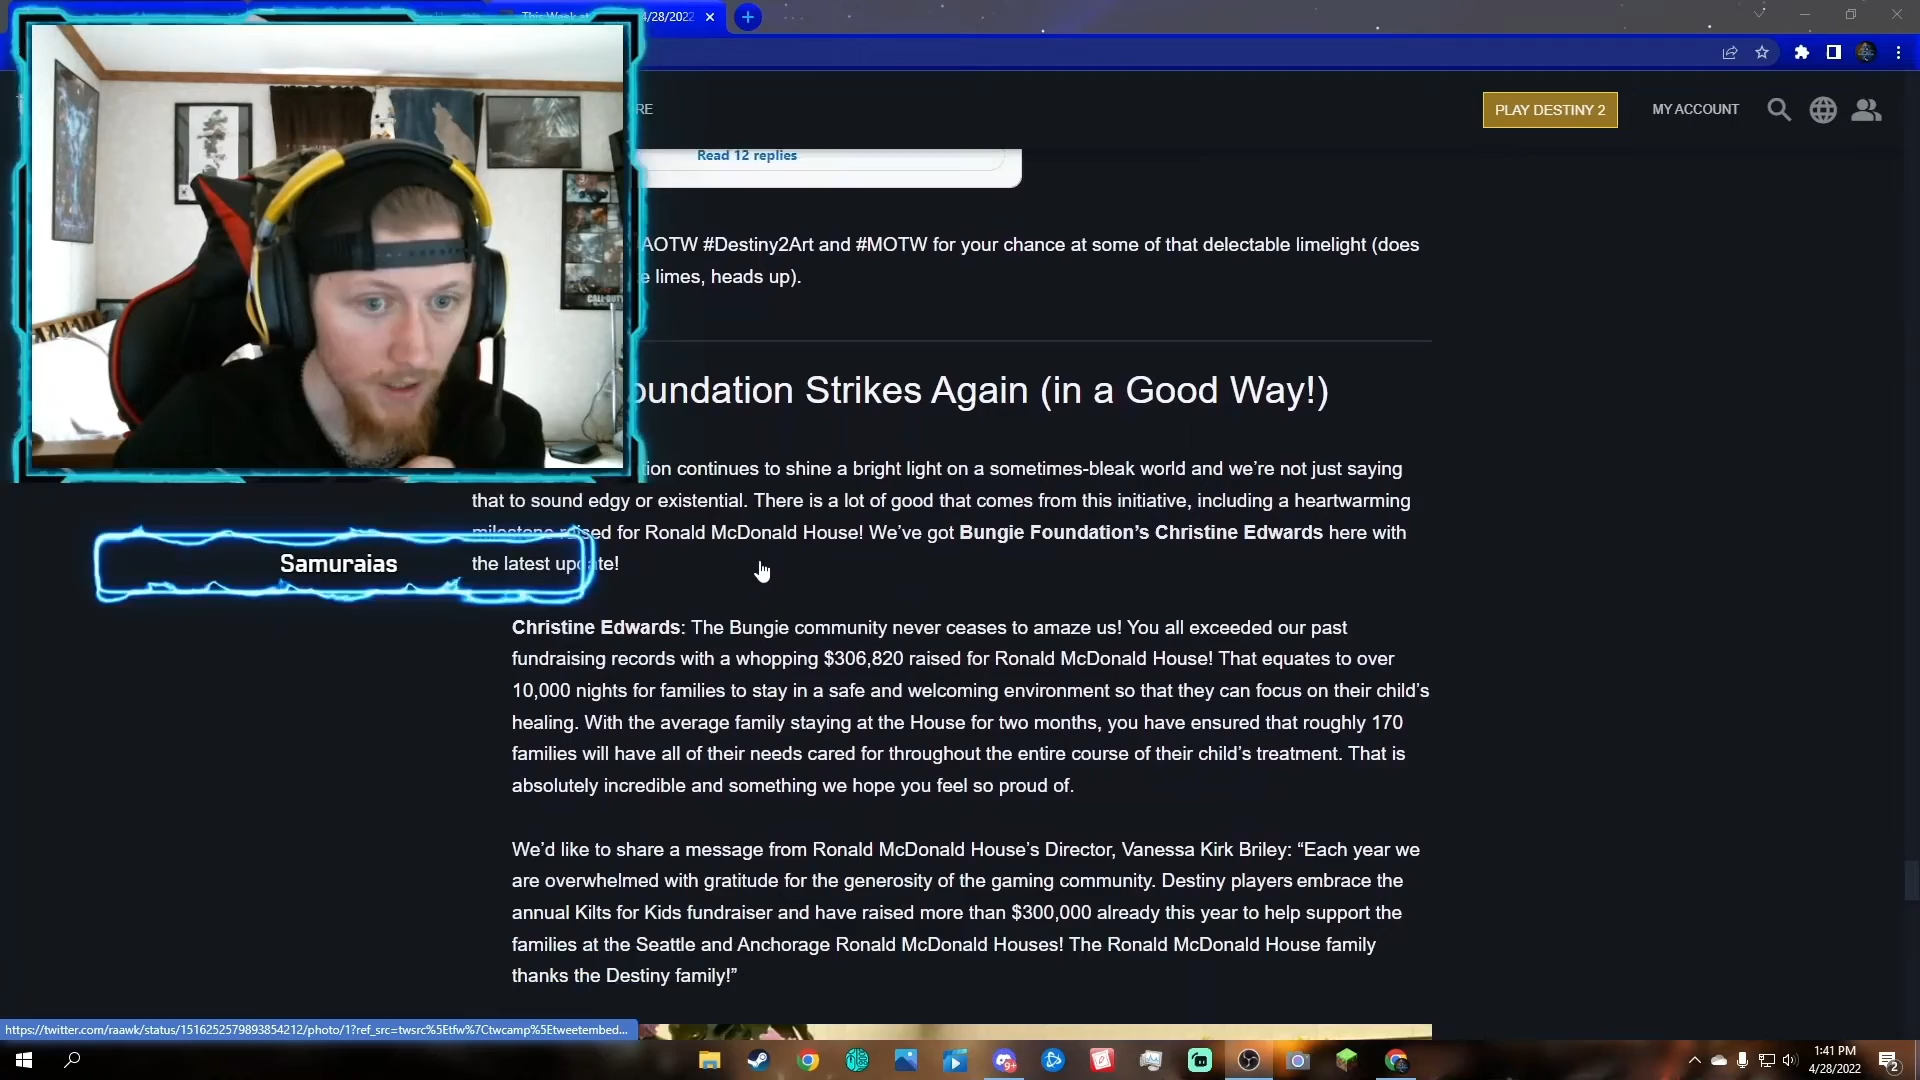 This Week at
4/28/2022
RE
PLAY DESTINY 2
MY ACCOUNT
Read 12 replies
AOTW #Destiny2Art and #MOTW for your chance at some of that delectable limelight (does
e limes, heads up).
oundation Strikes Again (in a Good Way!)
tion continues to shine a bright light on a sometimes-bleak world and we’re not just saying
that to sound edgy or existential. There is a lot of good that comes from this initiative, including a heartwarming
milestone raised for Ronald McDonald House! We’ve got Bungie Foundation’s Christine Edwards here with
the latest update!
Samuraias
Christine Edwards: The Bungie community never ceases to amaze us! You all exceeded our past
fundraising records with a whopping $306,820 raised for Ronald McDonald House! That equates to over
10,000 nights for families to stay in a safe and welcoming environment so that they can focus on their child’s
healing. With the average family staying at the House for two months, you have ensured that roughly 170
families will have all of their needs cared for throughout the entire course of their child’s treatment. That is
absolutely incredible and something we hope you feel so proud of.
We’d like to share a message from Ronald McDonald House’s Director, Vanessa Kirk Briley: “Each year we
are overwhelmed with gratitude for the generosity of the gaming community. Destiny players embrace the
annual Kilts for Kids fundraiser and have raised more than $300,000 already this year to help support the
families at the Seattle and Anchorage Ronald McDonald Houses! The Ronald McDonald House family
thanks the Destiny family!”
https://twitter.com/raawk/status/1516252579893854212/photo/1?ref_src=twsrc%5Etfw%7Ctwcamp%5Etweetembed...
9+
1:41 PM
4/28/2022
2
CALL OF DUTY